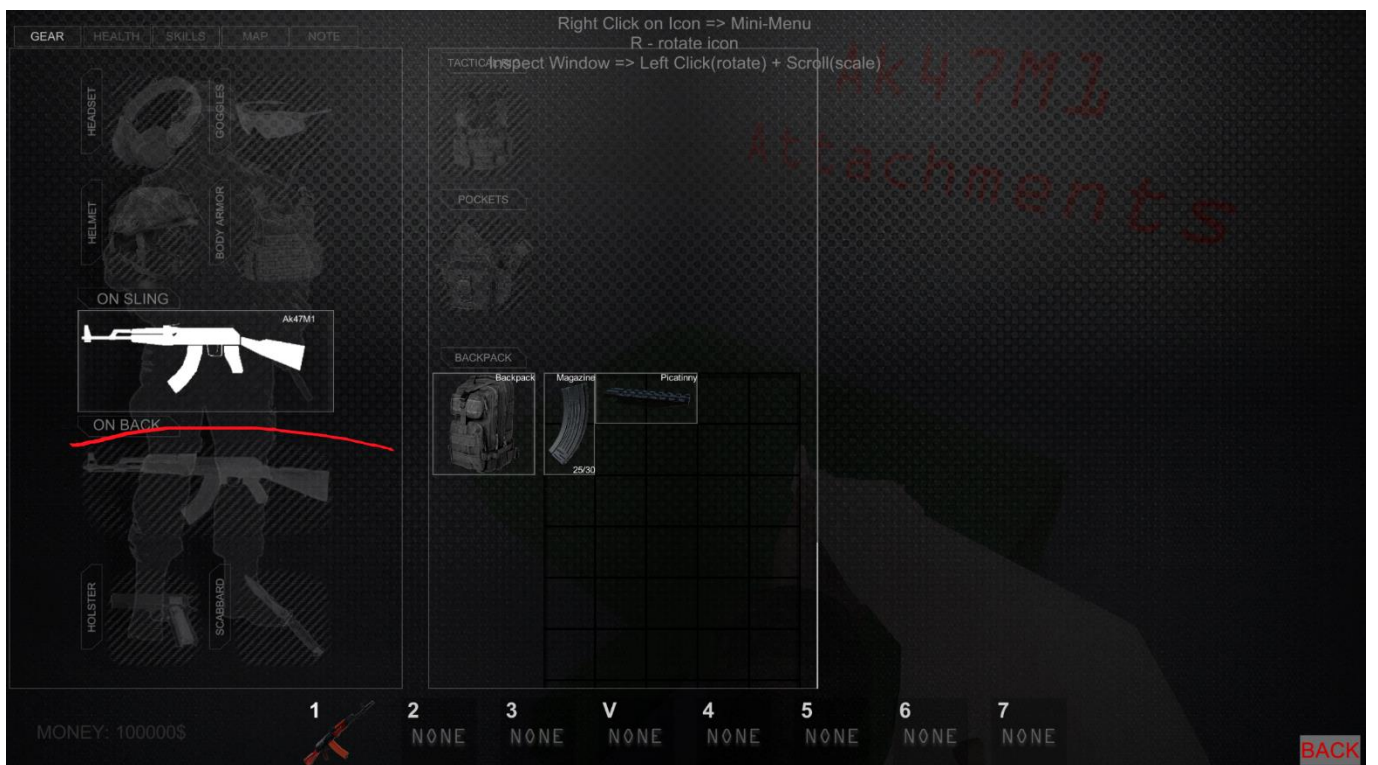 Right Click on Icon => Mini-Menu
R - rotate icon
Inspect Window => Left Click(rotate) + Scroll(scale)
GEAR HEALTH SKILLS MAP NOTE
HEADSET
GOGGLES
HELMET
BODY ARMOR
ON SLING
Ak47M1
ON BACK
HOLSTER
SCABBARD
TACTICAL RIG
POCKETS
BACKPACK
Backpack
Magazine
25/30
Picatinny
Ak47M1
Attachments
MONEY: 100000$
1 2 3 V 4 5 6 7
NONE NONE NONE NONE NONE NONE NONE
BACK